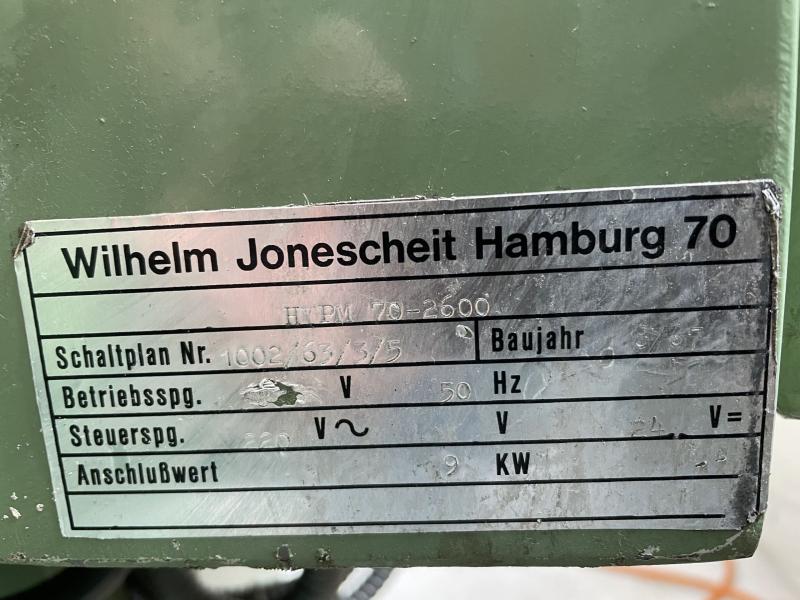 Wilhelm Jonescheit Hamburg 70
HYPM 70-2600
Schaltplan Nr. 1002/63/3/5 Baujahr
Betriebsspg. V 50 Hz
Steuerspg. 220 V~ V 24 V=
Anschlußwert 9 KW